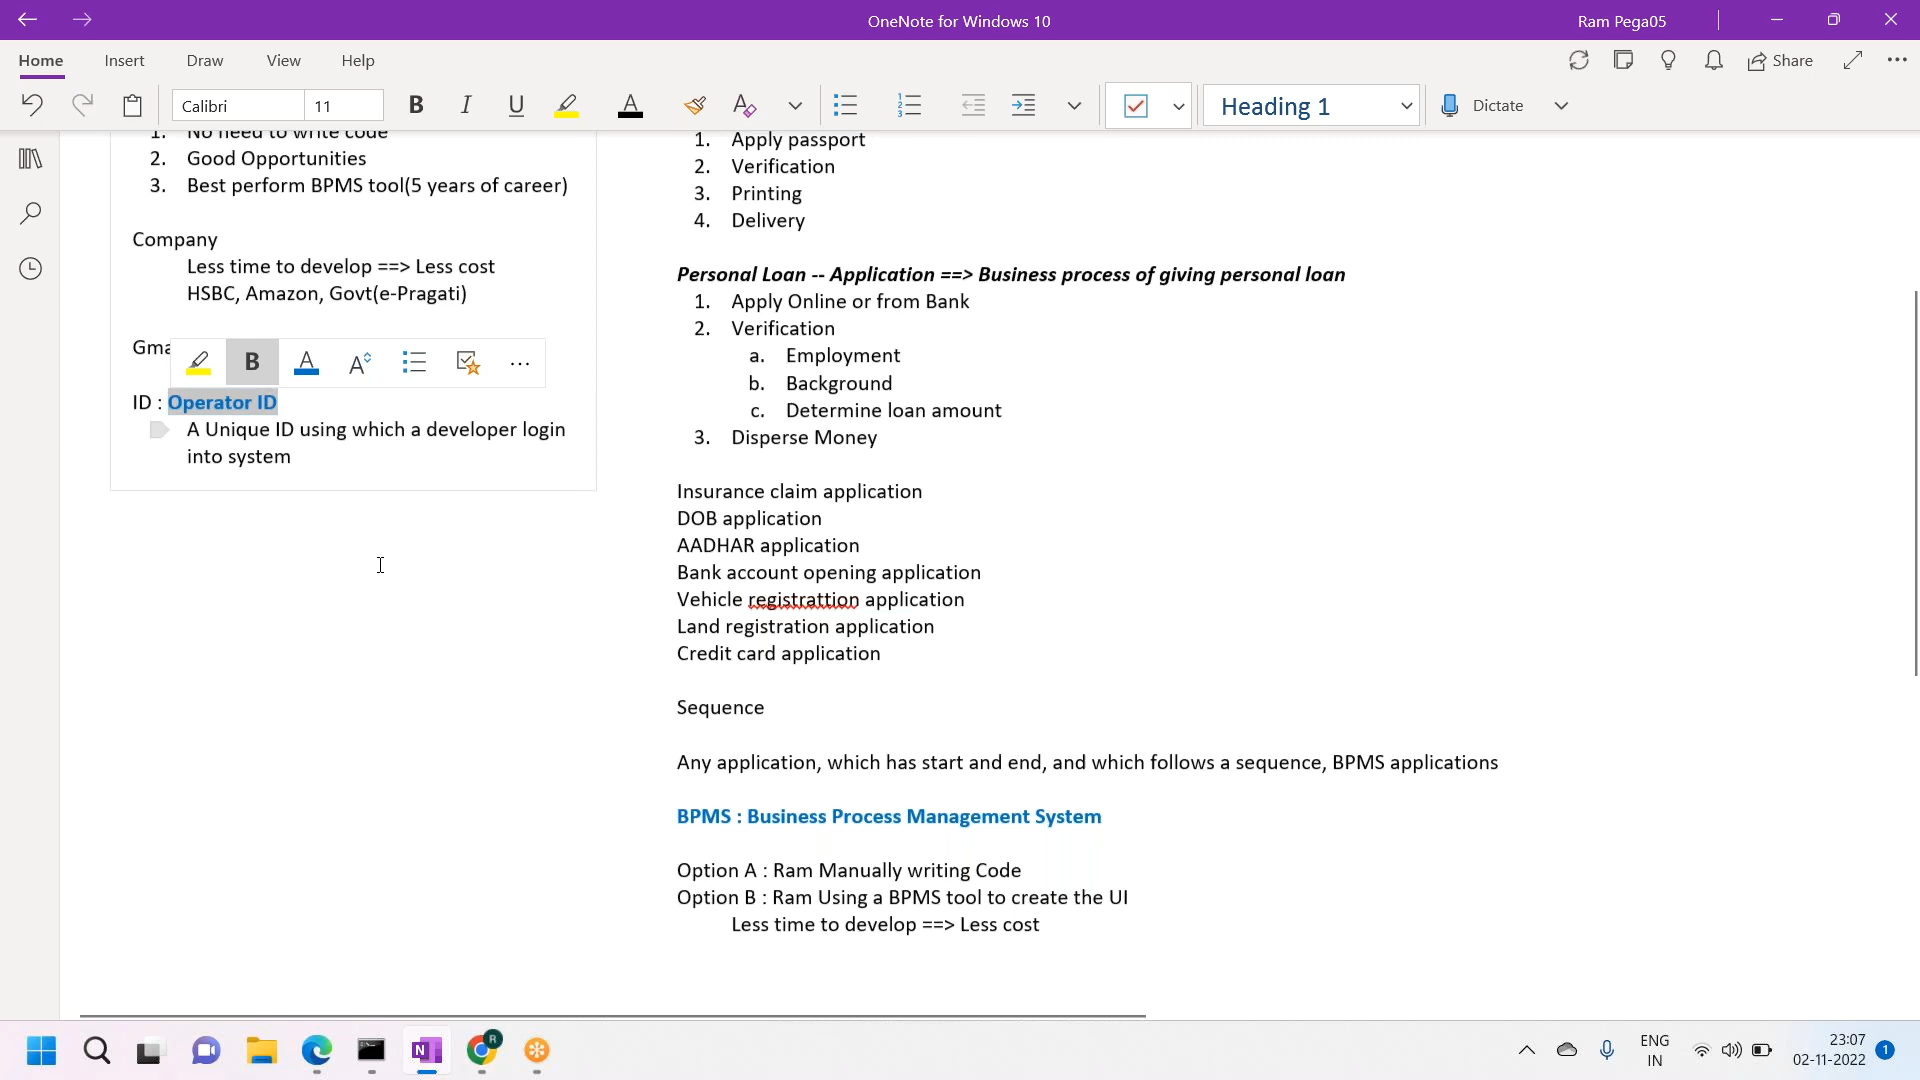 OneNote for Windows 10
Ram Pega05
Home
Insert
Draw
View
Help
Share
Calibri
11
Heading 1
Dictate
1. No need to write code
2. Good Opportunities
3. Best perform BPMS tool(5 years of career)
Company
Less time to develop ==> Less cost
HSBC, Amazon, Govt(e-Pragati)
ID : Operator ID
A Unique ID using which a developer login
into system
1. Apply passport
2. Verification
3. Printing
4. Delivery
Personal Loan -- Application ==> Business process of giving personal loan
1. Apply Online or from Bank
2. Verification
a. Employment
b. Background
c. Determine loan amount
3. Disperse Money
Insurance claim application
DOB application
AADHAR application
Bank account opening application
Vehicle registrattion application
Land registration application
Credit card application
Sequence
Any application, which has start and end, and which follows a sequence, BPMS applications
BPMS : Business Process Management System
Option A : Ram Manually writing Code
Option B : Ram Using a BPMS tool to create the UI
Less time to develop ==> Less cost
ENG
IN
23:07
02-11-2022
1